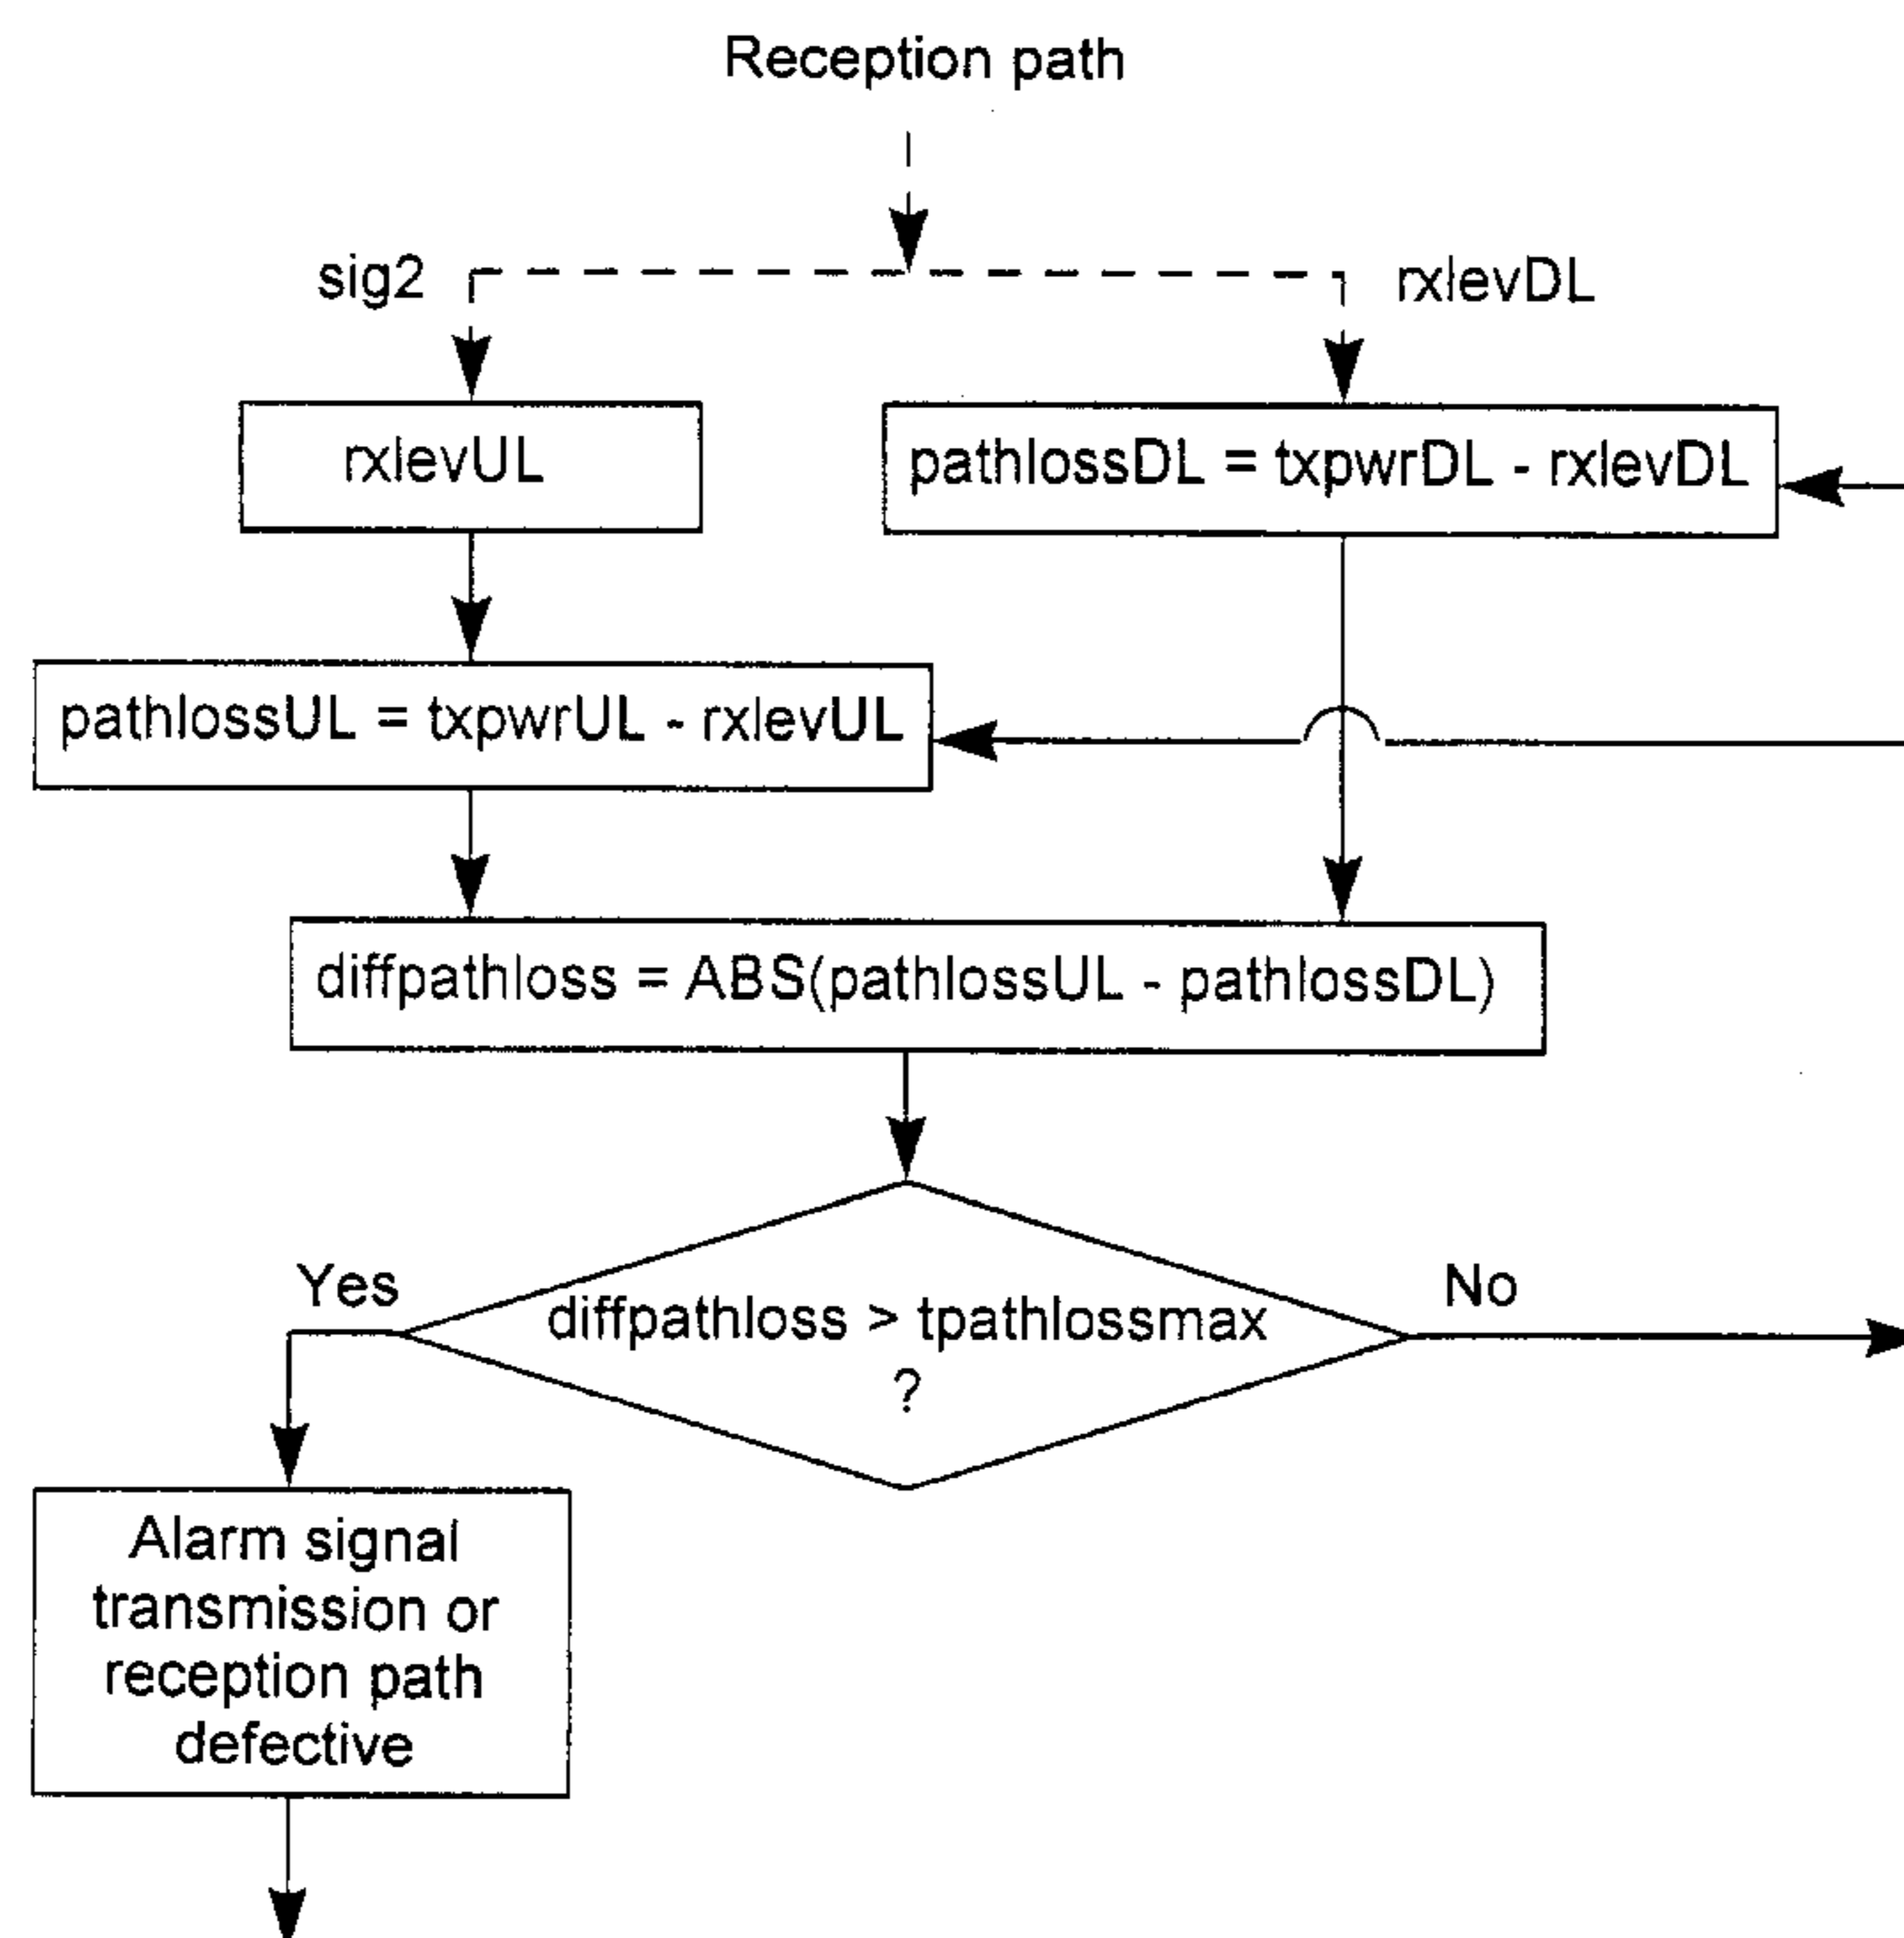 Reception path
sig2
rxlevDL
rxlevUL
pathlossDL = txpwrDL - rxlevDL
pathlossUL = txpwrUL - rxlevUL
diffpathloss = ABS(pathlossUL - pathlossDL)
Yes
No
diffpathloss > tpathlossmax
?
Alarm signal
transmission or
reception path
defective